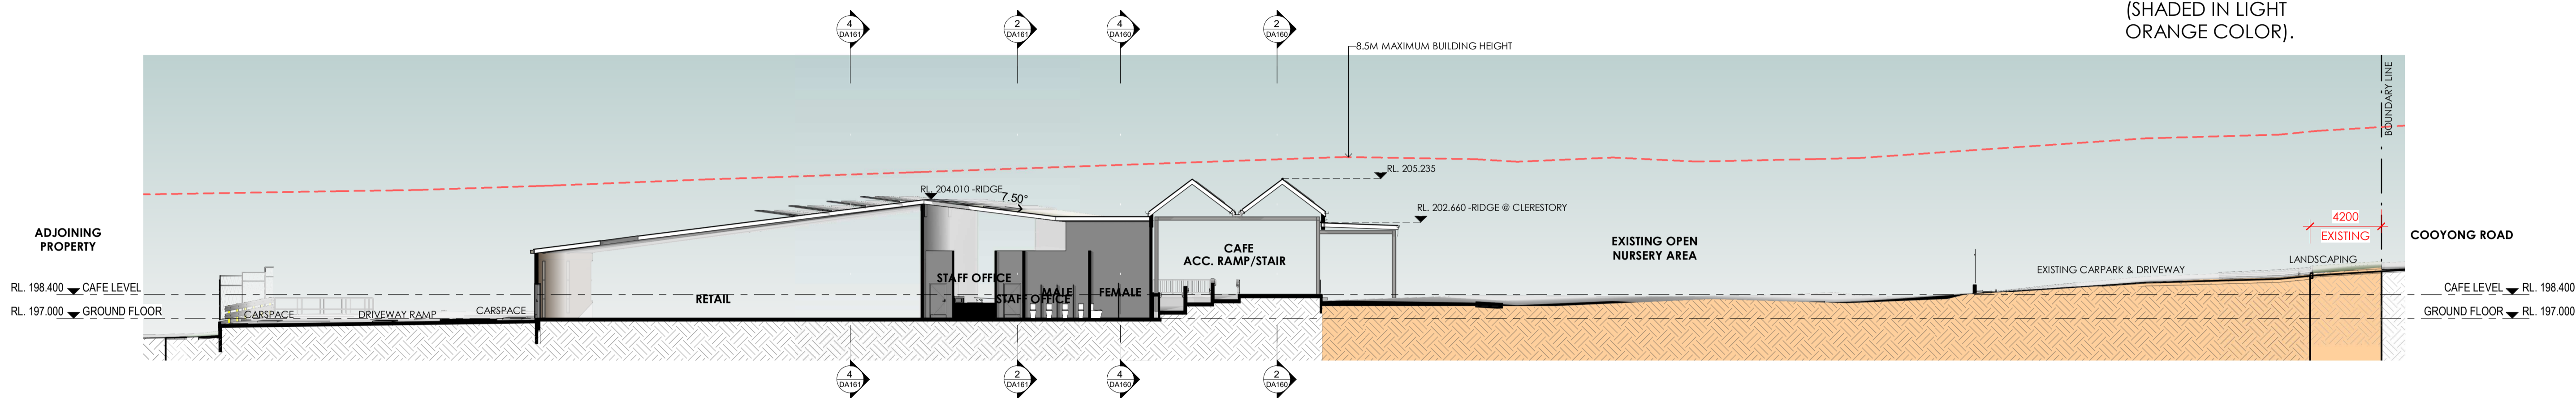 (SHADED IN LIGHT
ORANGE COLOR).
4
DA161
2
DA161
4
DA160
2
DA160
8.5M MAXIMUM BUILDING HEIGHT
BOUNDARY LINE
RL. 205.235
RL. 204.010 -RIDGE
7.50°
RL. 202.660 -RIDGE @ CLERESTORY
4200
EXISTING
ADJOINING
PROPERTY
CAFE
ACC. RAMP/STAIR
EXISTING OPEN
NURSERY AREA
COOYONG ROAD
LANDSCAPING
EXISTING CARPARK & DRIVEWAY
STAFF OFFICE
RL. 198.400 CAFE LEVEL
CAFE LEVEL RL. 198.400
RETAIL
STAFF OFFICE
MALE
FEMALE
RL. 197.000 GROUND FLOOR
GROUND FLOOR RL. 197.000
CARSPACE
DRIVEWAY RAMP
CARSPACE
4
DA161
2
DA161
4
DA160
2
DA160